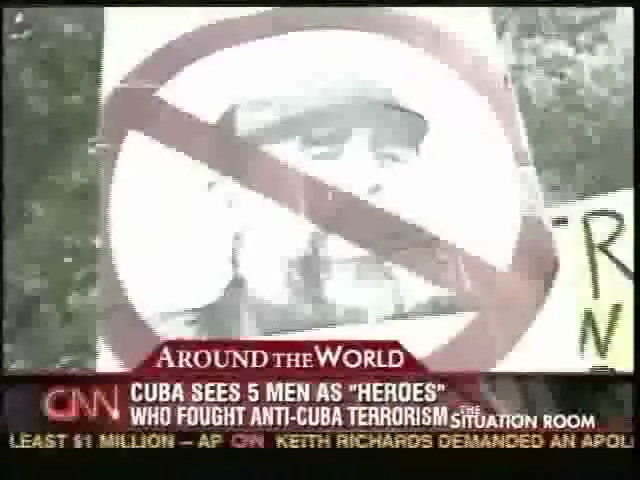 R
N
AROUND THE WORLD
CNN
CUBA SEES 5 MEN AS "HEROES"
WHO FOUGHT ANTI-CUBA TERRORISM
THE SITUATION ROOM
LEAST $1 MILLION – AP CNN KEITH RICHARDS DEMANDED AN APOL